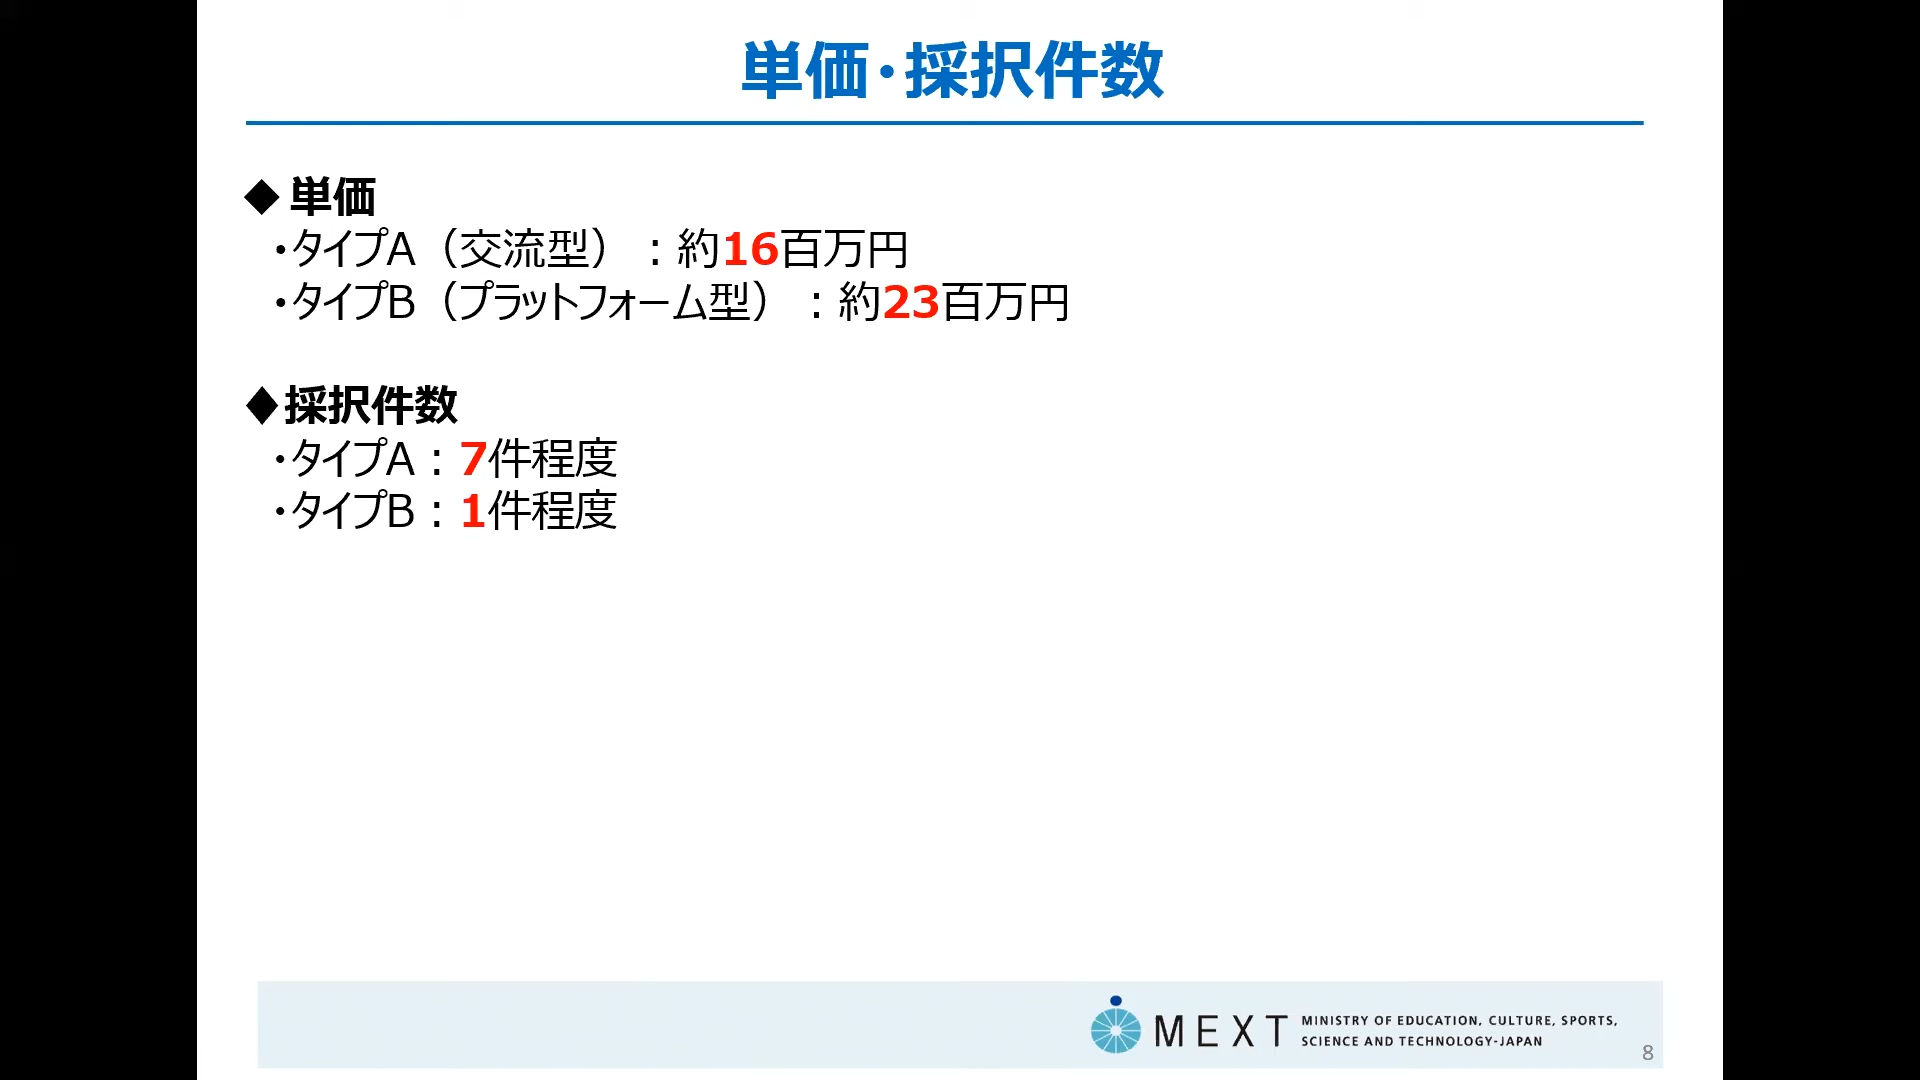 単価・採択件数
◆ 単価
・タイプA（交流型）：約16百万円
・タイプB（プラットフォーム型）：約23百万円
◆採択件数
・タイプA：7件程度
・タイプB：1件程度
MEXT
MINISTRY OF EDUCATION, CULTURE, SPORTS,
SCIENCE AND TECHNOLOGY-JAPAN
8